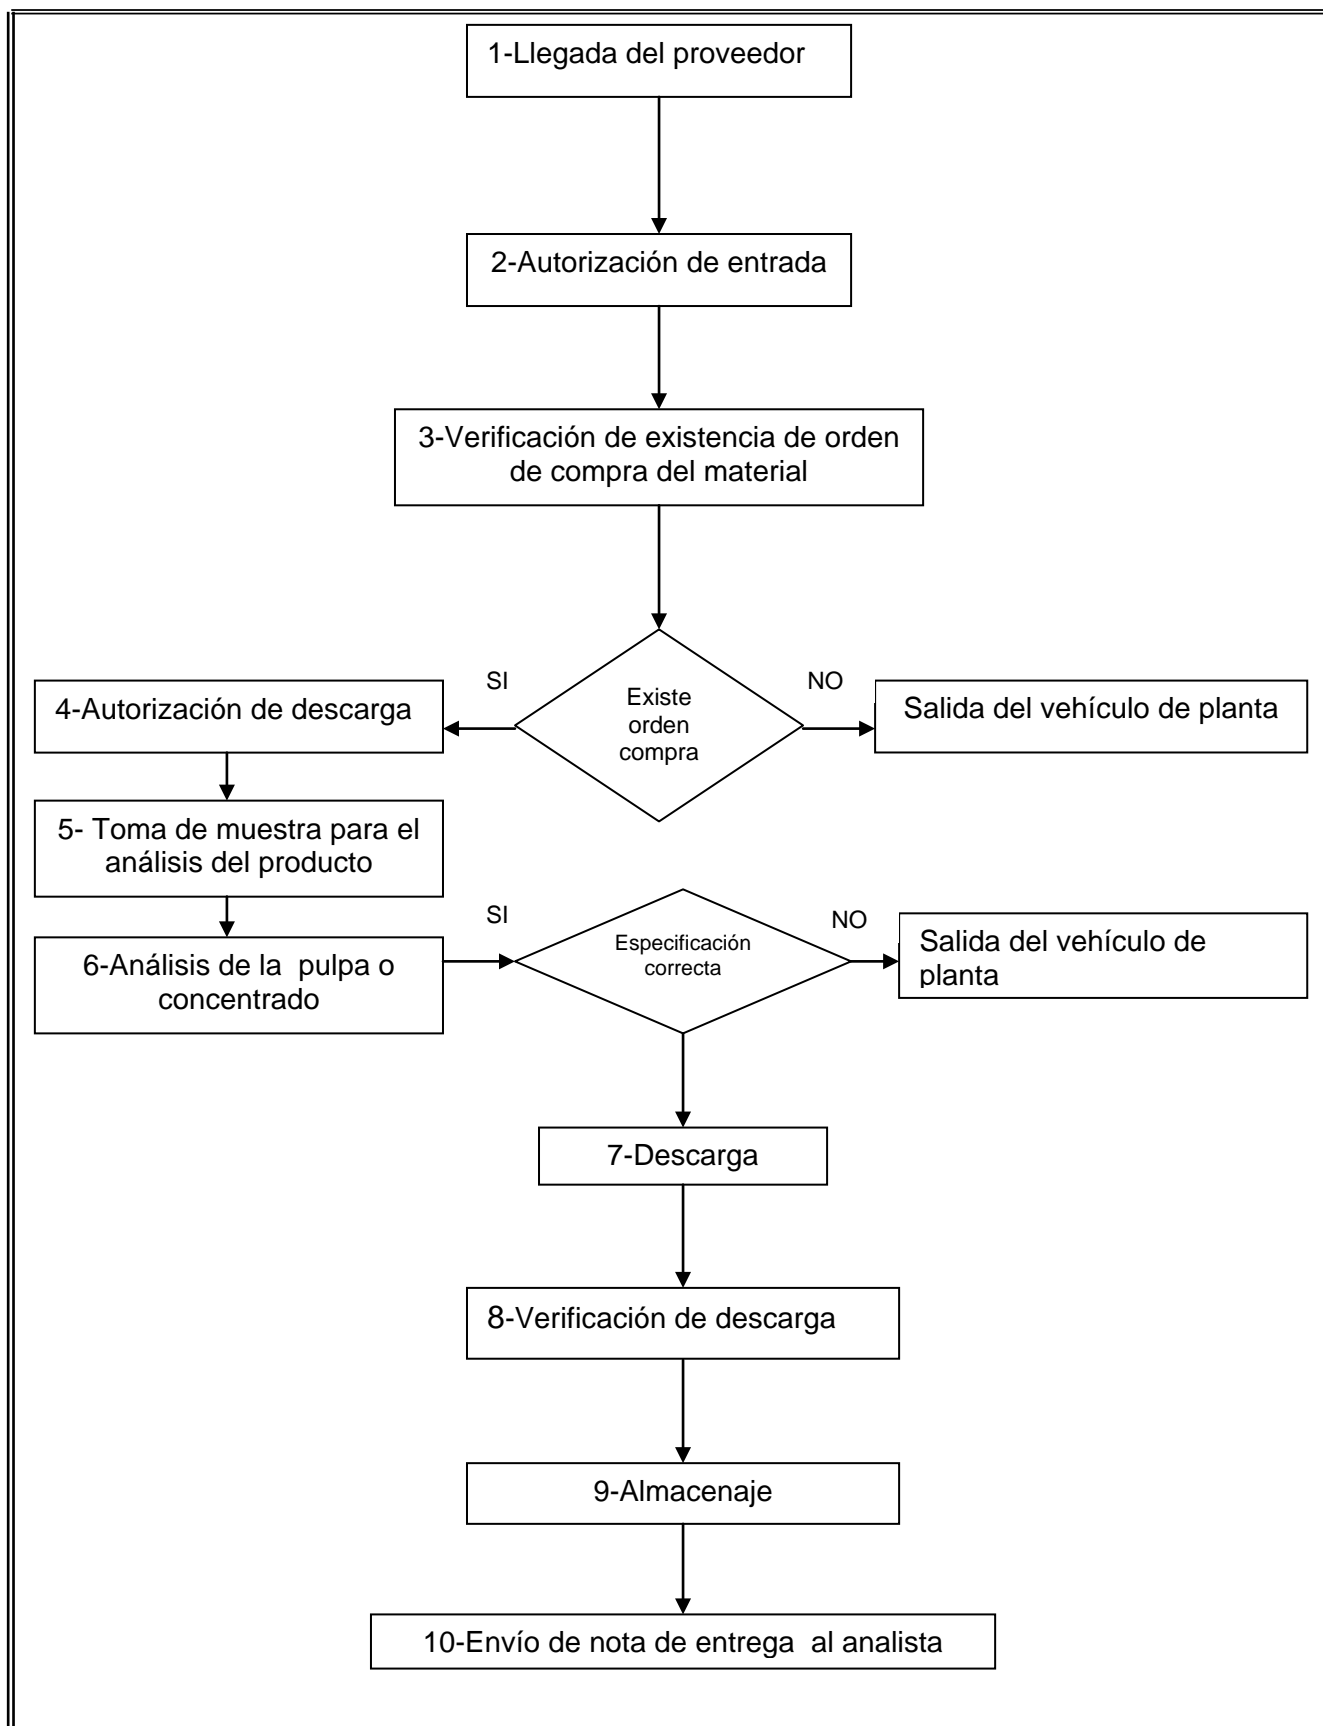 1-Llegada del proveedor
2-Autorización de entrada
3-Verificación de existencia de orden
de compra del material
SI
NO
Existe
orden
compra
4-Autorización de descarga
Salida del vehículo de planta
5- Toma de muestra para el
análisis del producto
SI
NO
Especificación
correcta
6-Análisis de la  pulpa o
concentrado
Salida del vehículo de
planta
7-Descarga
8-Verificación de descarga
9-Almacenaje
10-Envío de nota de entrega  al analista